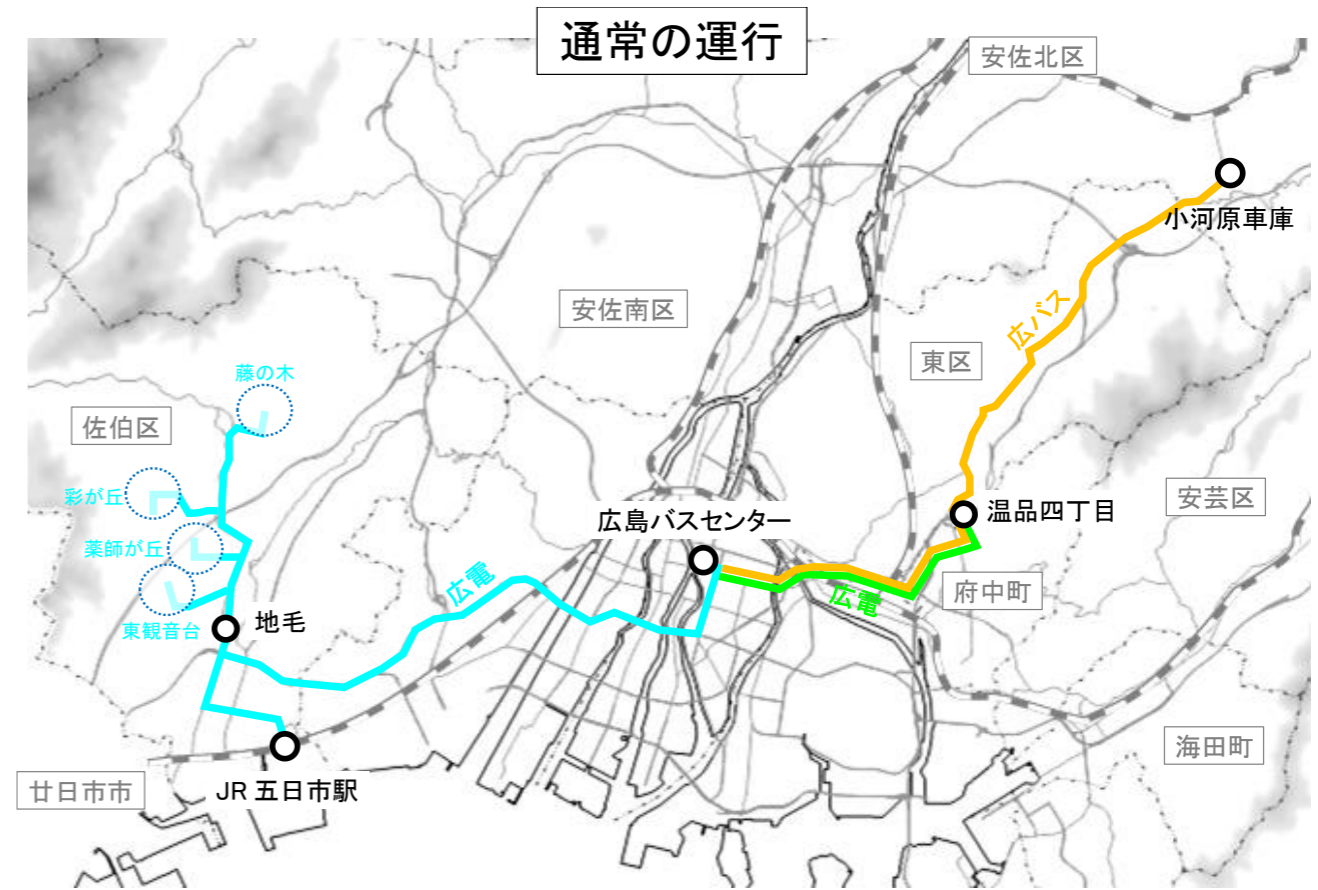 通常の運行
安佐北区
小河原車庫
安佐南区
広バス
東区
藤の木
佐伯区
彩が丘
安芸区
温品四丁目
広島バスセンター
薬師が丘
広電
広電
府中町
東観音台
地毛
海田町
廿日市市
JR 五日市駅